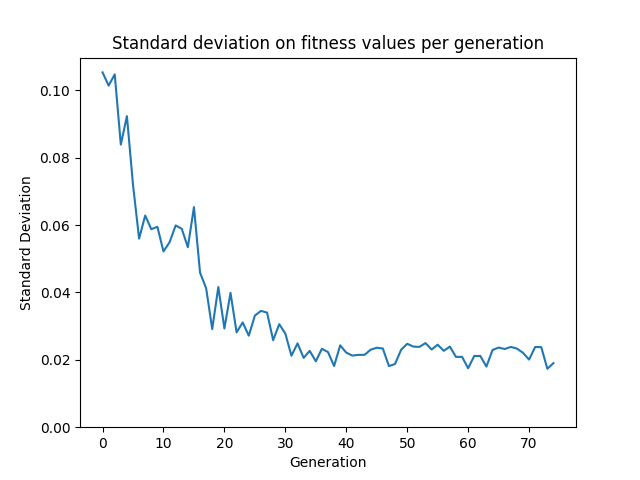 Standard deviation on fitness values per generation
0.10
0.08
0.06
0.04
0.02
0.00
Standard Deviation
0 10 20 30 40 50 60 70
Generation